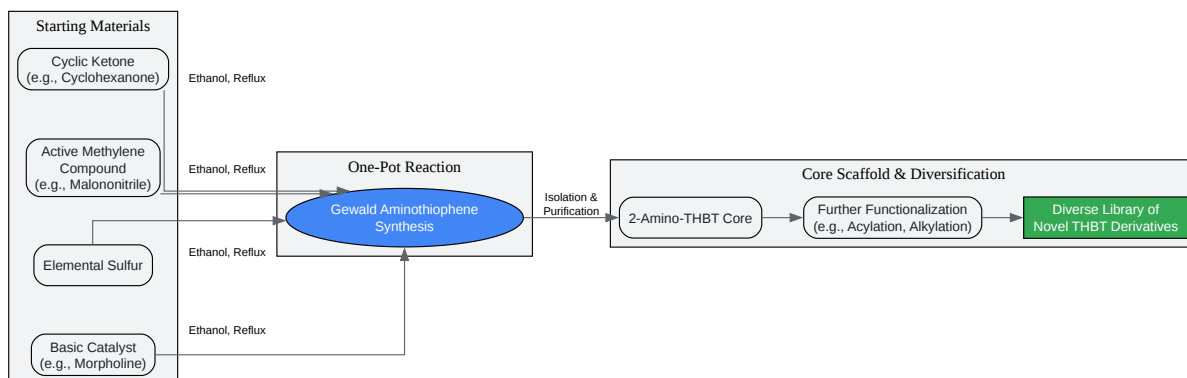 Starting Materials
Cyclic Ketone
(e.g., Cyclohexanone)
Ethanol, Reflux
Active Methylene
Compound
(e.g., Malononitrile)
Ethanol, Reflux
Elemental Sulfur
Ethanol, Reflux
Basic Catalyst
(e.g., Morpholine)
Ethanol, Reflux
One-Pot Reaction
Gewald Aminothiophene
Synthesis
Isolation &
Purification
Core Scaffold & Diversification
2-Amino-THBT Core
Further Functionalization
(e.g., Acylation, Alkylation)
Diverse Library of
Novel THBT Derivatives